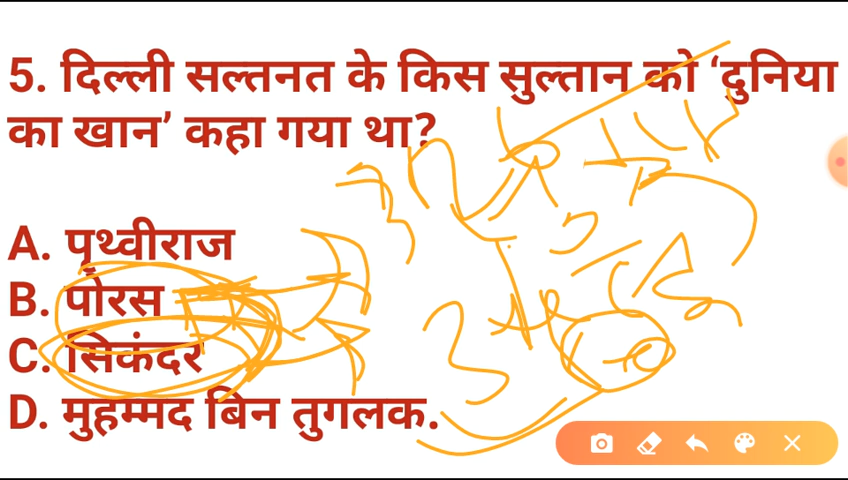 5. दिल्ली सल्तनत के किस सुल्तान को ‘दुनिया
का खान’ कहा गया था?
A. पृथ्वीराज
B. पोरस
C. सिकंदर
D. मुहम्मद बिन तुगलक.